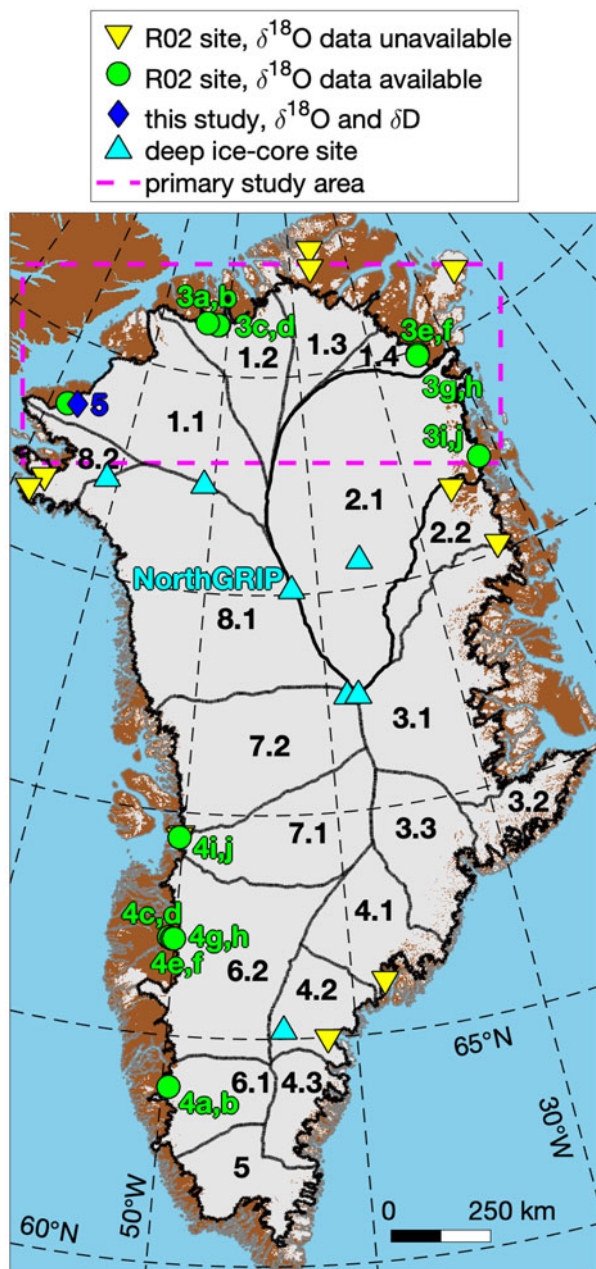 R02 site, δ¹⁸O data unavailable
R02 site, δ¹⁸O data available
this study, δ¹⁸O and δD
deep ice-core site
primary study area
3a,b
3c,d
1.3
3e,f
1.2
1.4
3g,h
5
1.1
3i,j
8.2
2.1
2.2
NorthGRIP
8.1
3.1
7.2
3.2
7.1
3.3
4i,j
4.1
4c,d
4g,h
4e,f
6.2
4.2
65°N
6.1
4.3
4a,b
5
30°W
50°W
60°N
0 250 km